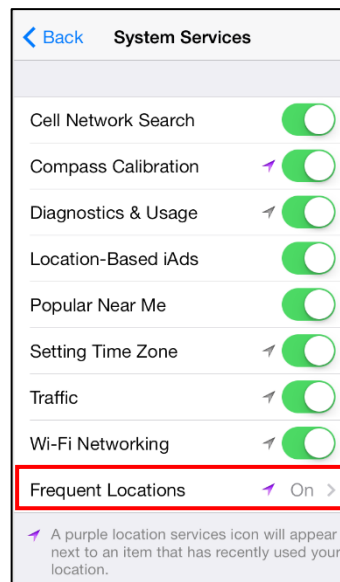 Back System Services
Cell Network Search
Compass Calibration
Diagnostics & Usage
Location-Based iAds
Popular Near Me
Setting Time Zone
Traffic
Wi-Fi Networking
Frequent Locations On
A purple location services icon will appear
next to an item that has recently used your
location.